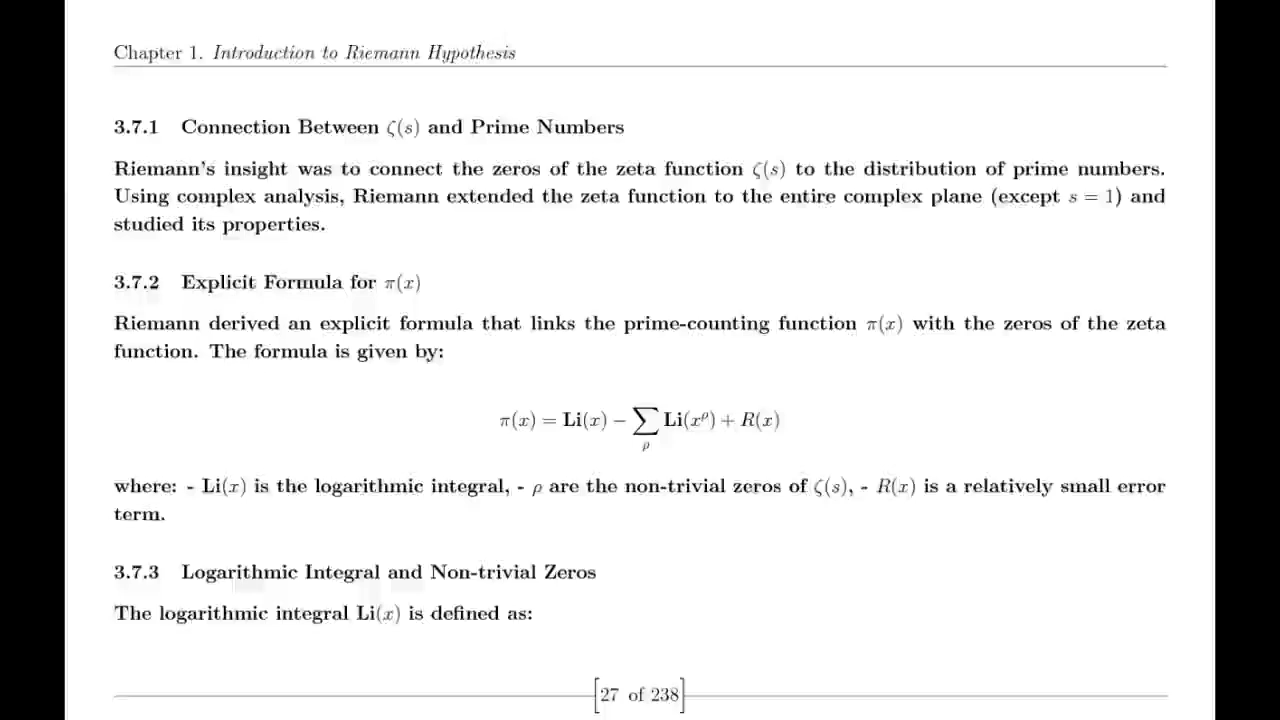 Chapter 1. Introduction to Riemann Hypothesis
3.7.1 Connection Between ζ(s) and Prime Numbers
Riemann's insight was to connect the zeros of the zeta function ζ(s) to the distribution of prime numbers.
Using complex analysis, Riemann extended the zeta function to the entire complex plane (except s = 1) and
studied its properties.
3.7.2 Explicit Formula for π(x)
Riemann derived an explicit formula that links the prime-counting function π(x) with the zeros of the zeta
function. The formula is given by:
π(x) = Li(x) − ∑ Li(x^ρ) + R(x)
ρ
where: - Li(x) is the logarithmic integral, - ρ are the non-trivial zeros of ζ(s), - R(x) is a relatively small error
term.
3.7.3 Logarithmic Integral and Non-trivial Zeros
The logarithmic integral Li(x) is defined as:
[27 of 238]